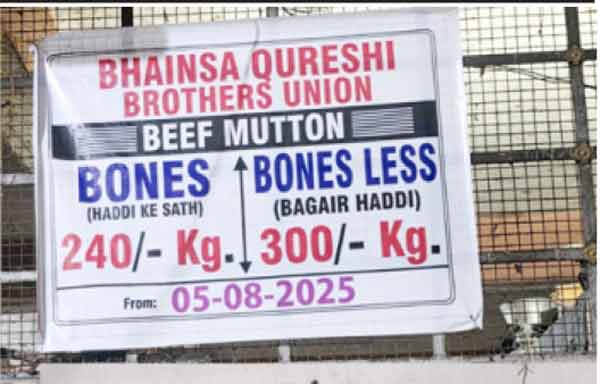 BHAINSA QURESHI
BROTHERS UNION
BEEF MUTTON
BONES
(HADDI KE SATH)
240/- Kg.
BONES LESS
(BAGAIR HADDI)
300/- Kg.
From: 05-08-2025